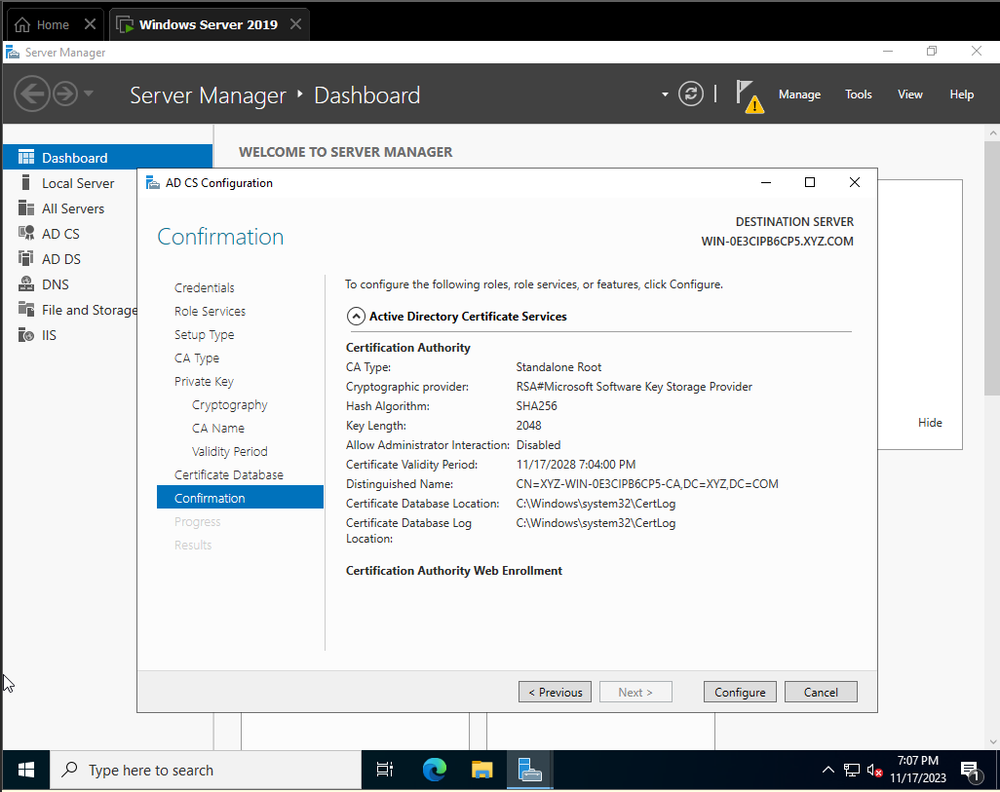 Home
Windows Server 2019
Server Manager
Server Manager Dashboard
Manage Tools View Help
Dashboard
Local Server
All Servers
AD CS
AD DS
DNS
File and Storage
IIS
WELCOME TO SERVER MANAGER
Hide
AD CS Configuration
Confirmation
DESTINATION SERVER
WIN-0E3CIPB6CP5.XYZ.COM
Credentials
Role Services
Setup Type
CA Type
Private Key
Cryptography
CA Name
Validity Period
Certificate Database
Confirmation
Progress
Results
To configure the following roles, role services, or features, click Configure.
Active Directory Certificate Services
Certification Authority
CA Type: Standalone Root
Cryptographic provider: RSA#Microsoft Software Key Storage Provider
Hash Algorithm: SHA256
Key Length: 2048
Allow Administrator Interaction: Disabled
Certificate Validity Period: 11/17/2028 7:04:00 PM
Distinguished Name: CN=XYZ-WIN-0E3CIPB6CP5-CA,DC=XYZ,DC=COM
Certificate Database Location: C:\Windows\system32\CertLog
Certificate Database Log C:\Windows\system32\CertLog
Location:
Certification Authority Web Enrollment
< Previous Next > Configure Cancel
Type here to search
7:07 PM
11/17/2023
1